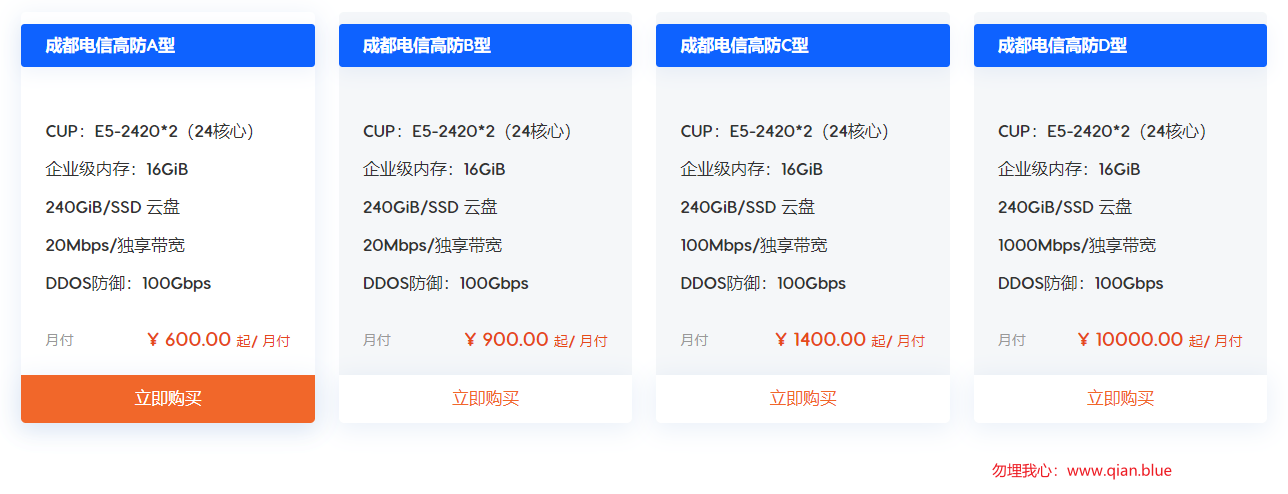 成都电信高防A型
CUP：E5-2420*2（24核心）
企业级内存：16GiB
240GiB/SSD 云盘
20Mbps/独享带宽
DDOS防御：100Gbps
月付 ¥ 600.00 起/ 月付
立即购买
成都电信高防B型
CUP：E5-2420*2（24核心）
企业级内存：16GiB
240GiB/SSD 云盘
20Mbps/独享带宽
DDOS防御：100Gbps
月付 ¥ 900.00 起/ 月付
立即购买
成都电信高防C型
CUP：E5-2420*2（24核心）
企业级内存：16GiB
240GiB/SSD 云盘
100Mbps/独享带宽
DDOS防御：100Gbps
月付 ¥ 1400.00 起/ 月付
立即购买
成都电信高防D型
CUP：E5-2420*2（24核心）
企业级内存：16GiB
240GiB/SSD 云盘
1000Mbps/独享带宽
DDOS防御：100Gbps
月付 ¥ 10000.00 起/ 月付
立即购买
勿埋我心：www.qian.blue